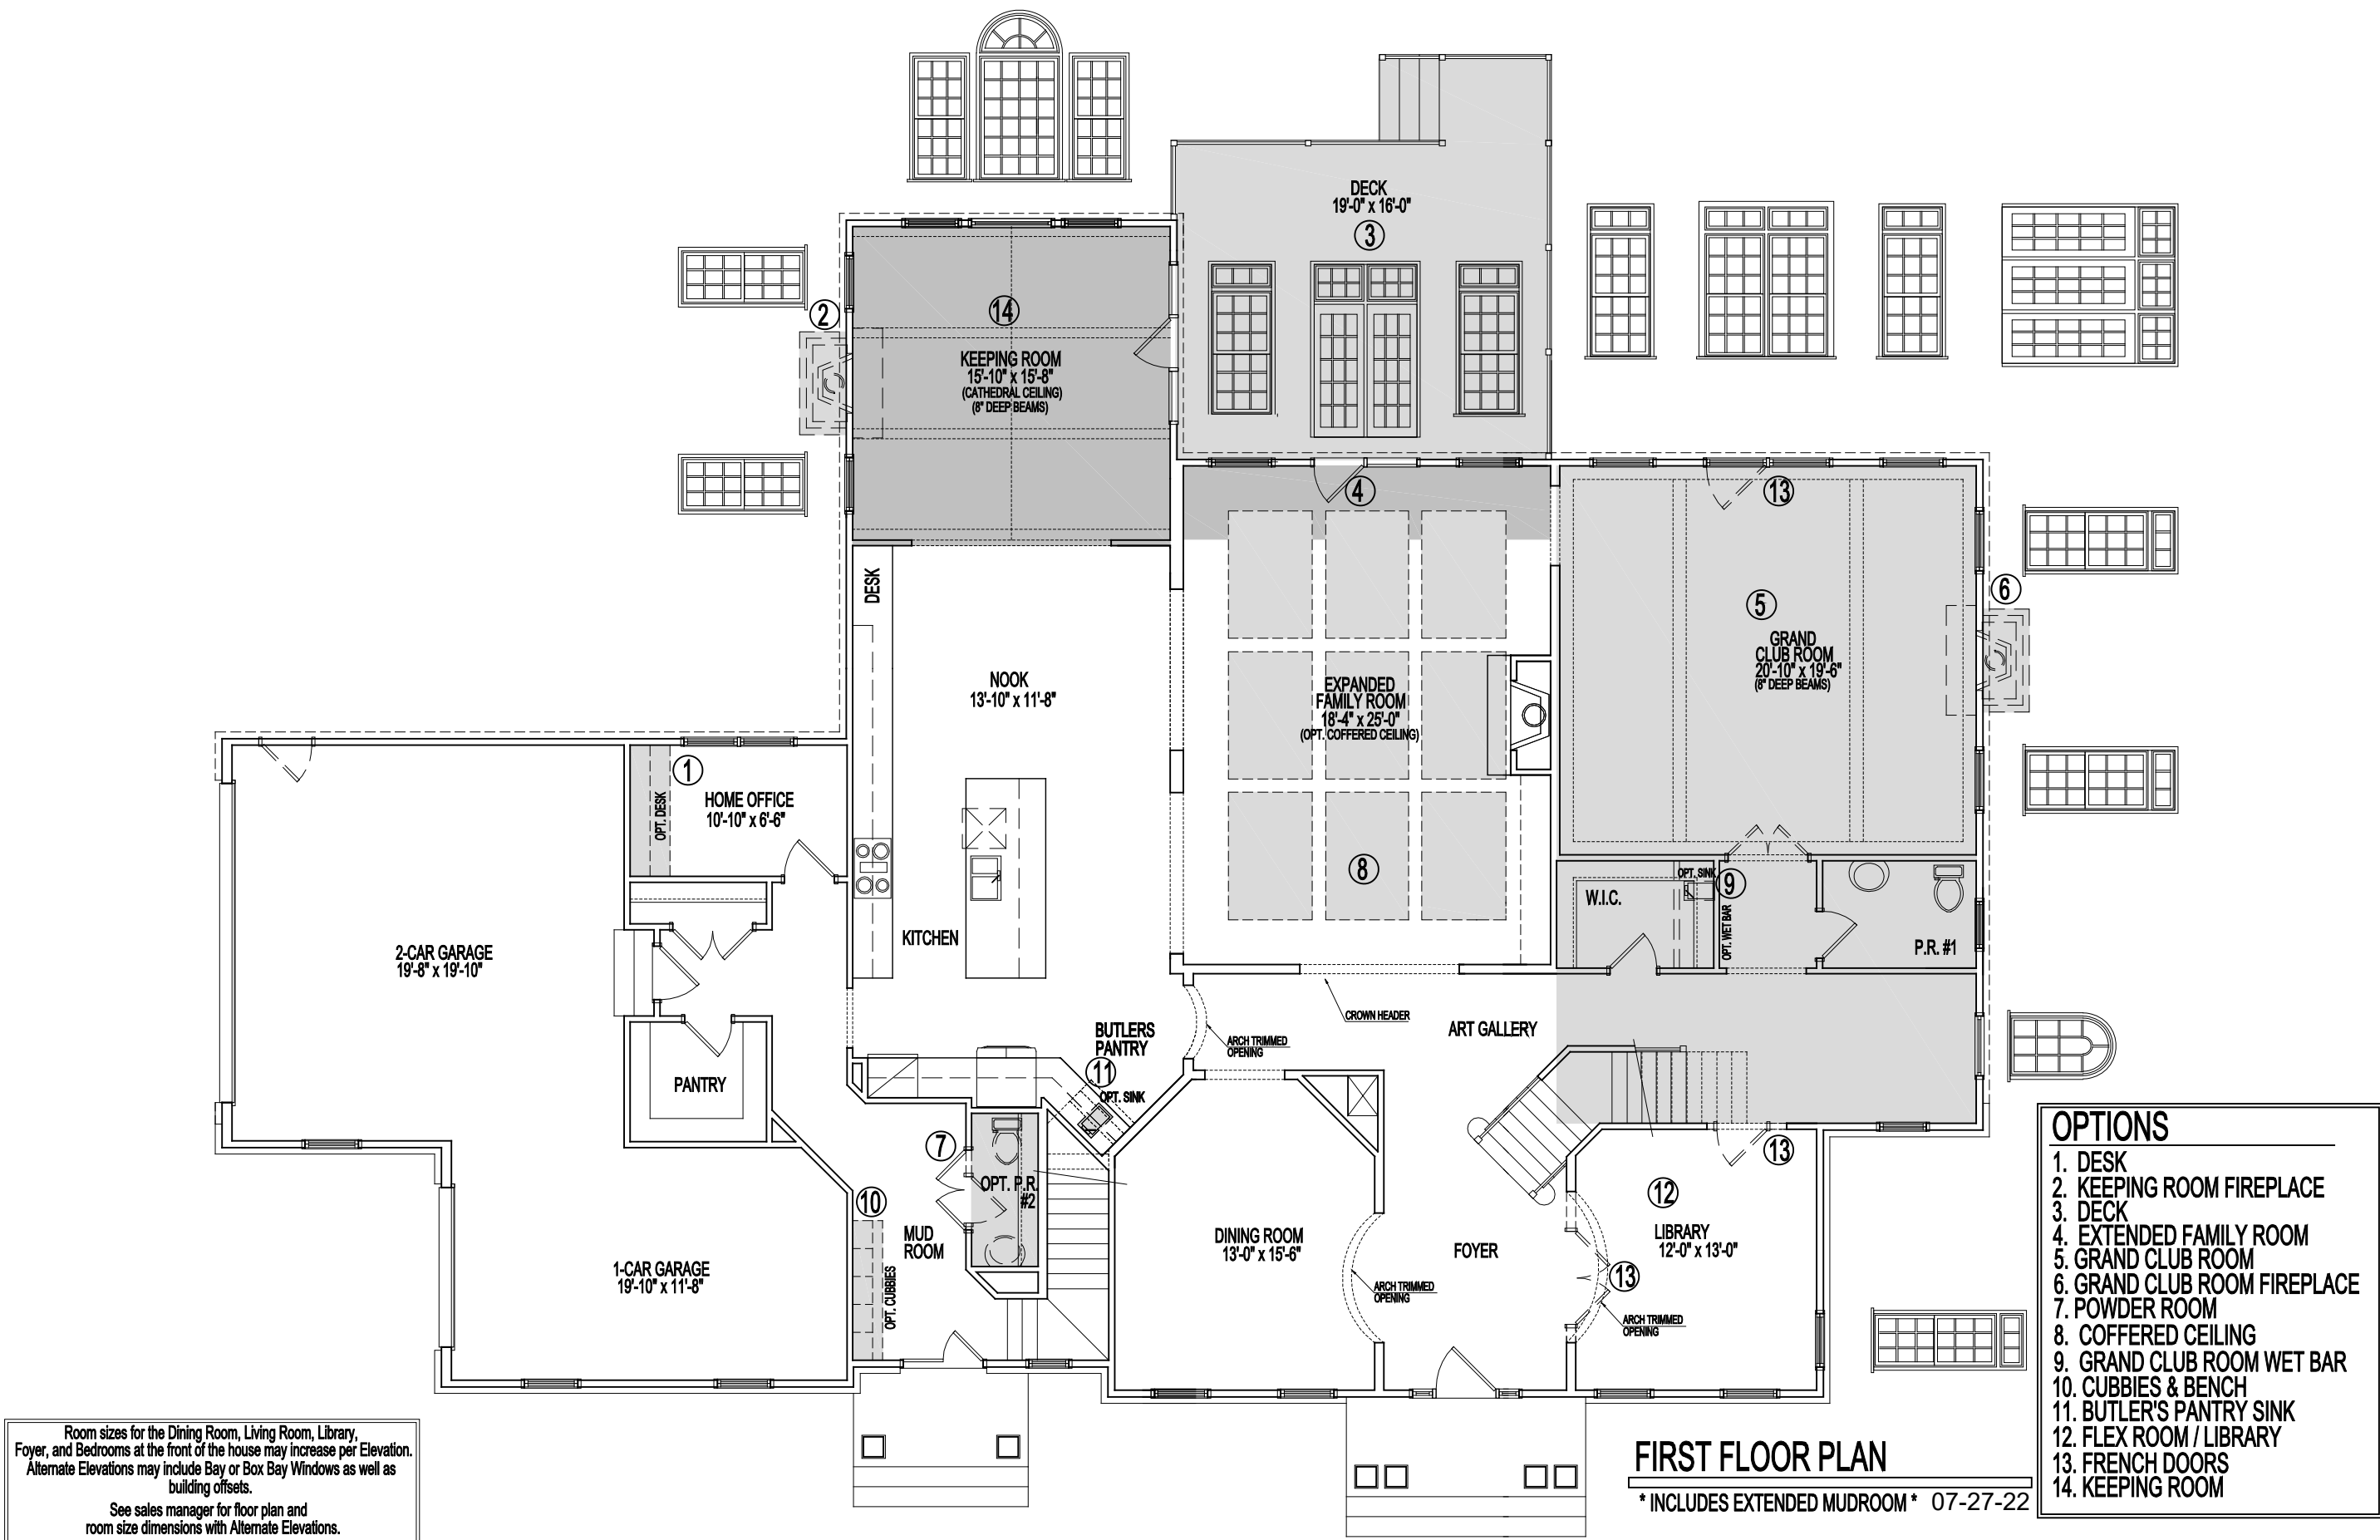 DECK
19'-0" x 16'-0"
3
2
14
KEEPING ROOM
15'-10" x 15'-8"
(CATHEDRAL CEILING)
(8" DEEP BEAMS)
4
13
DESK
5
6
GRAND
CLUB ROOM
20'-10" x 19'-6"
(8" DEEP BEAMS)
NOOK
13'-10" x 11'-8"
EXPANDED
FAMILY ROOM
18'-4" x 25'-0"
(OPT. COFFERED CEILING)
1
OPT. DESK
HOME OFFICE
10'-10" x 6'-6"
8
OPT. SINK
9
W.I.C.
OPT. WET BAR
P.R. #1
2-CAR GARAGE
19'-8" x 19'-10"
KITCHEN
CROWN HEADER
ART GALLERY
BUTLERS
PANTRY
ARCH TRIMMED
OPENING
11
OPT. SINK
PANTRY
7
OPT. P.R.
#2
10
MUD
ROOM
OPT. CUBBIES
1-CAR GARAGE
19'-10" x 11'-8"
DINING ROOM
13'-0" x 15'-6"
ARCH TRIMMED
OPENING
FOYER
13
12
LIBRARY
12'-0" x 13'-0"
13
ARCH TRIMMED
OPENING
OPTIONS
1. DESK
2. KEEPING ROOM FIREPLACE
3. DECK
4. EXTENDED FAMILY ROOM
5. GRAND CLUB ROOM
6. GRAND CLUB ROOM FIREPLACE
7. POWDER ROOM
8. COFFERED CEILING
9. GRAND CLUB ROOM WET BAR
10. CUBBIES & BENCH
11. BUTLER'S PANTRY SINK
12. FLEX ROOM / LIBRARY
13. FRENCH DOORS
14. KEEPING ROOM
Room sizes for the Dining Room, Living Room, Library,
Foyer, and Bedrooms at the front of the house may increase per Elevation.
Alternate Elevations may include Bay or Box Bay Windows as well as
building offsets.
See sales manager for floor plan and
room size dimensions with Alternate Elevations.
FIRST FLOOR PLAN
* INCLUDES EXTENDED MUDROOM * 07-27-22